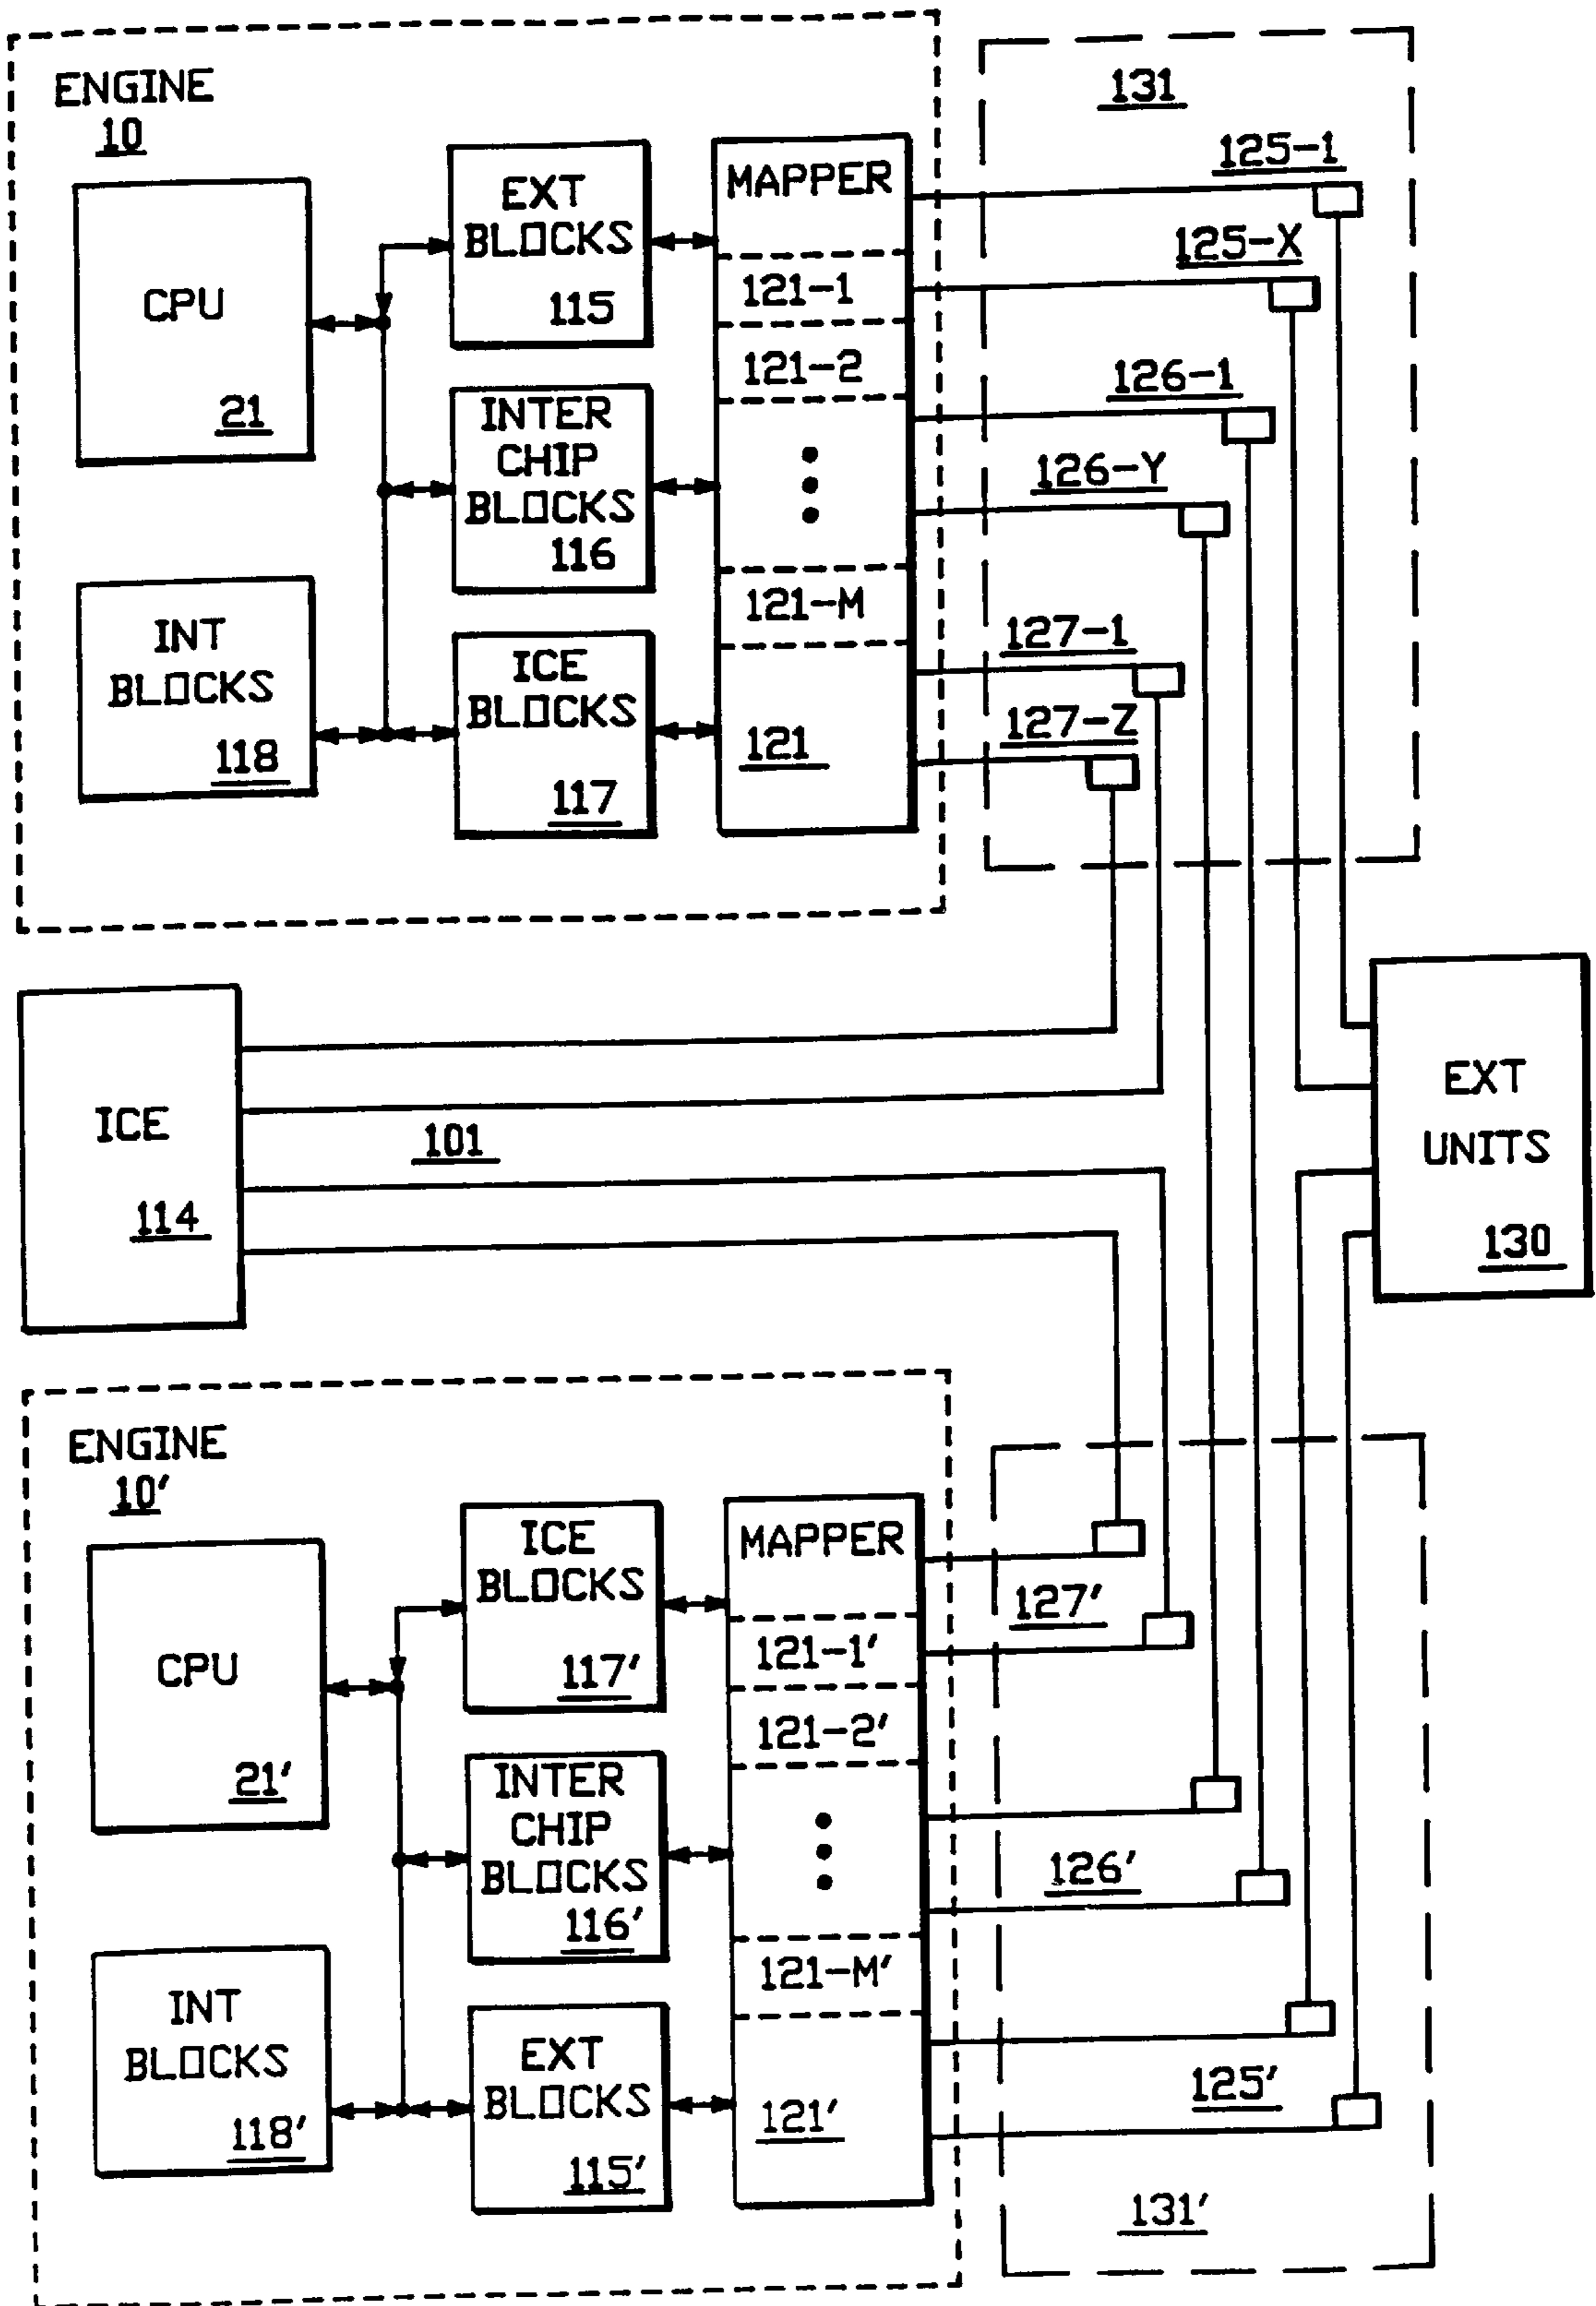 ENGINE
10
CPU
21
INT
BLOCKS
118
EXT
BLOCKS
115
INTER
CHIP
BLOCKS
116
ICE
BLOCKS
117
MAPPER
121-1
121-2
121-M
121
131
125-1
125-X
126-1
126-Y
127-1
127-Z
ICE
114
101
EXT
UNITS
130
ENGINE
10'
CPU
21'
INT
BLOCKS
118'
ICE
BLOCKS
117'
INTER
CHIP
BLOCKS
116'
EXT
BLOCKS
115'
MAPPER
121-1'
121-2'
121-M'
121'
127'
126'
125'
131'